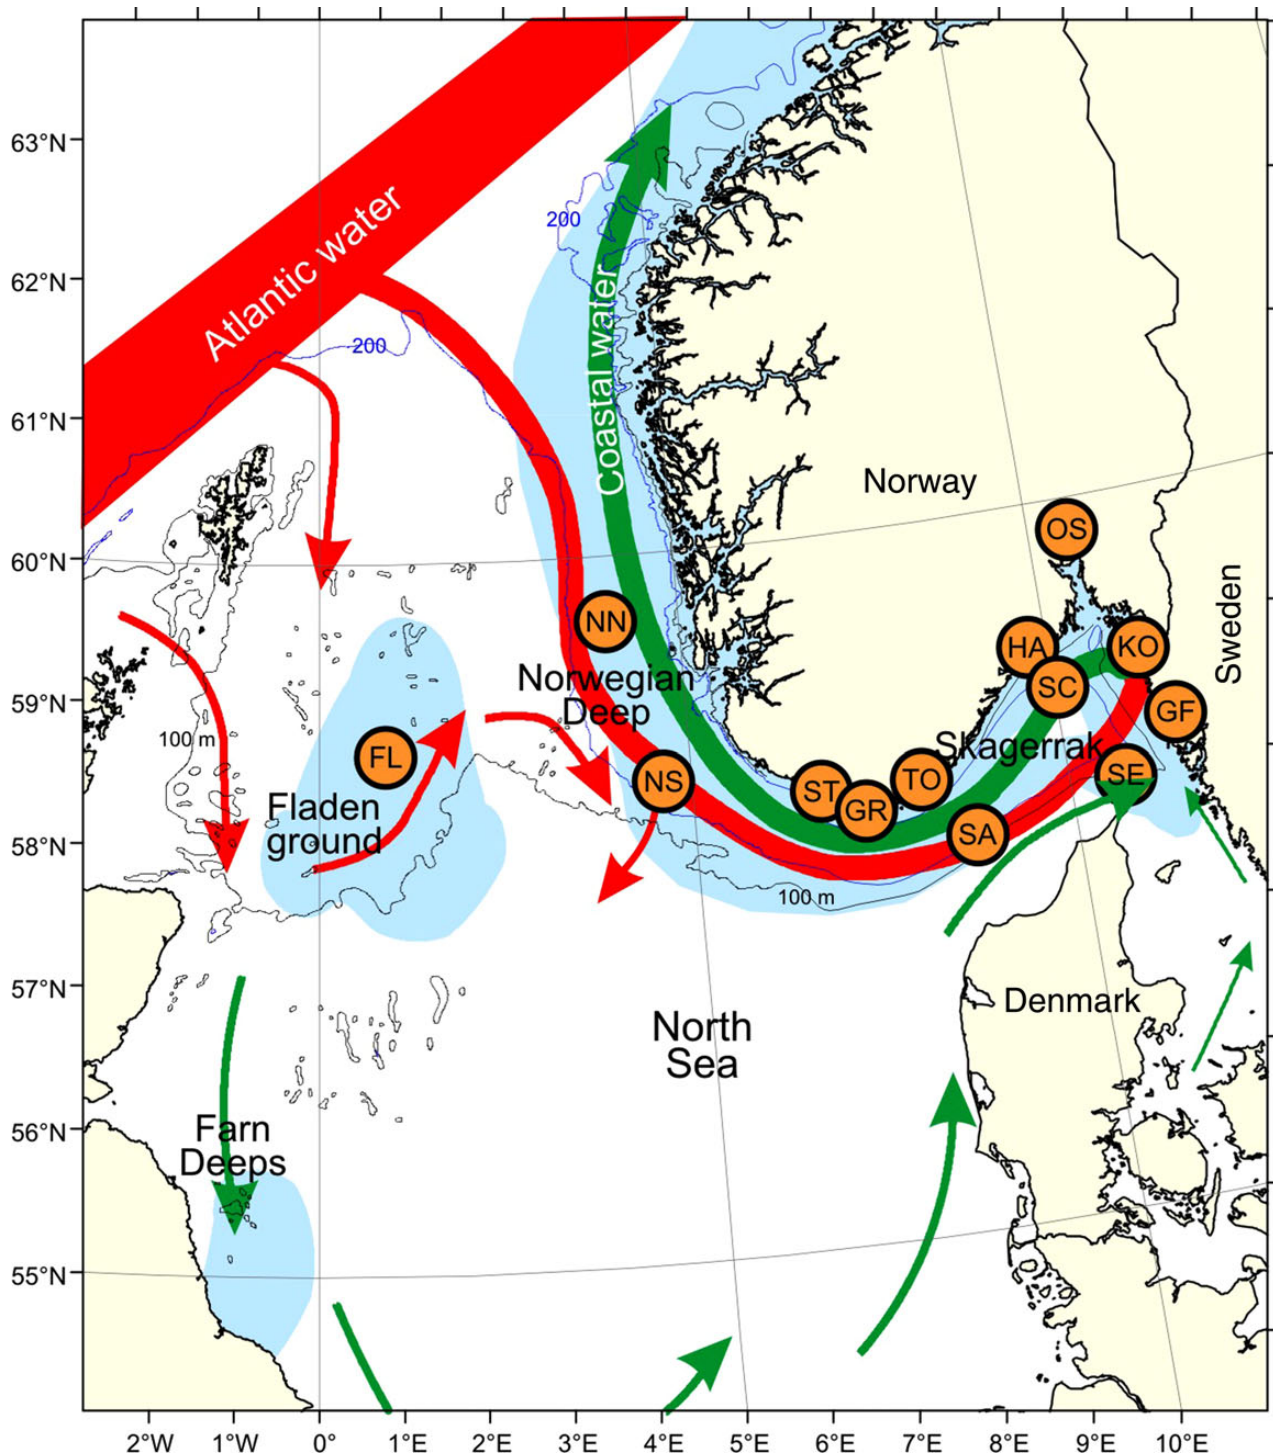 63°N
62°N
61°N
60°N
59°N
58°N
57°N
56°N
55°N
Atlantic water
200
200
Coastal water
Norway
Sweden
OS
NN
HA
KO
SC
GF
Norwegian
Deep
Skagerrak
100 m
FL
NS
ST
GR
TO
SE
SA
Fladen
ground
100 m
Denmark
North
Sea
Farn
Deeps
2°W
1°W
0°
1°E
2°E
3°E
4°E
5°E
6°E
7°E
8°E
9°E
10°E